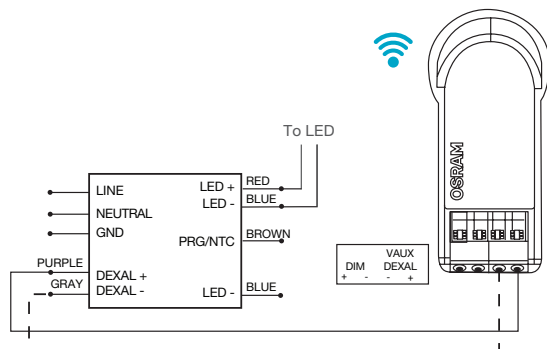 To LED
OSRAM
LINE
NEUTRAL
GND
DEXAL +
DEXAL -
PURPLE
GRAY
LED +
LED -
PRG/NTC
LED -
RED
BLUE
BROWN
BLUE
VAUX
DIM DEXAL
+ - - +